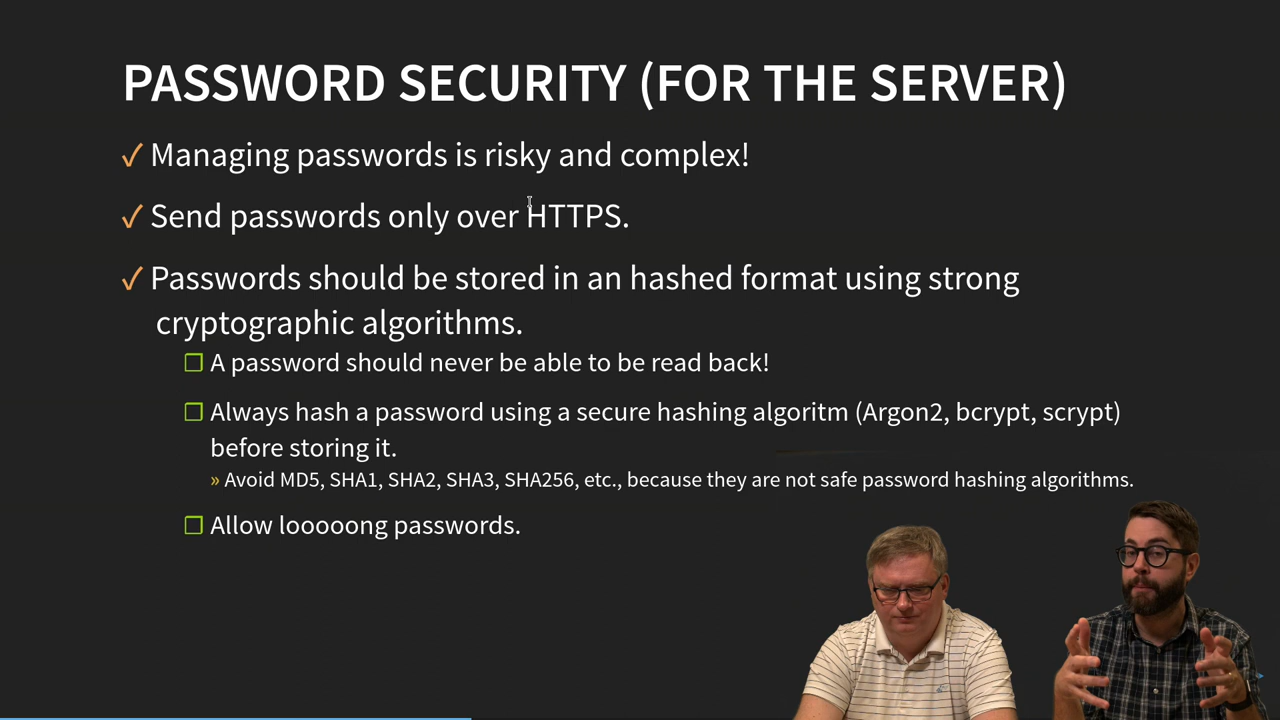 PASSWORD SECURITY (FOR THE SERVER)
✓ Managing passwords is risky and complex!
✓ Send passwords only over HTTPS.
✓ Passwords should be stored in an hashed format using strong
cryptographic algorithms.
❐ A password should never be able to be read back!
❐ Always hash a password using a secure hashing algoritm (Argon2, bcrypt, scrypt)
before storing it.
» Avoid MD5, SHA1, SHA2, SHA3, SHA256, etc., because they are not safe password hashing algorithms.
❐ Allow looooong passwords.